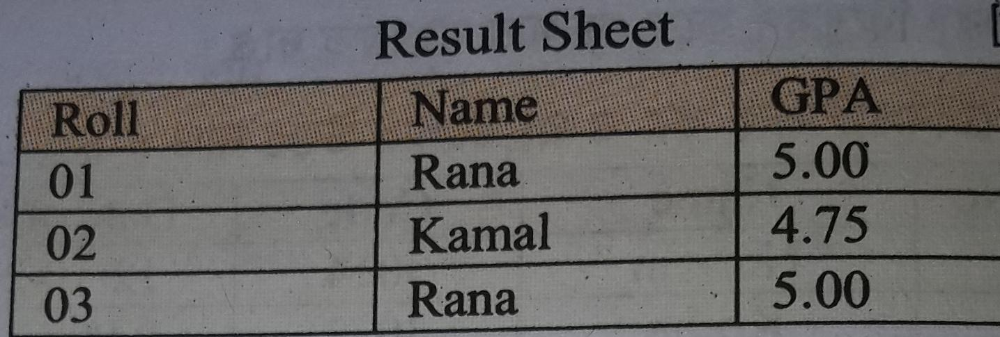 Result Sheet
Roll Name GPA
01 Rana 5.00
02 Kamal 4.75
03 Rana 5.00